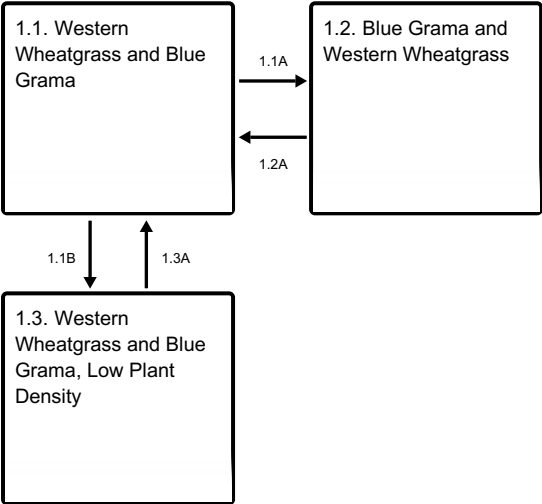 1.1. Western
Wheatgrass and Blue
Grama
1.1A
1.2. Blue Grama and
Western Wheatgrass
1.2A
1.1B
1.3A
1.3. Western
Wheatgrass and Blue
Grama, Low Plant
Density